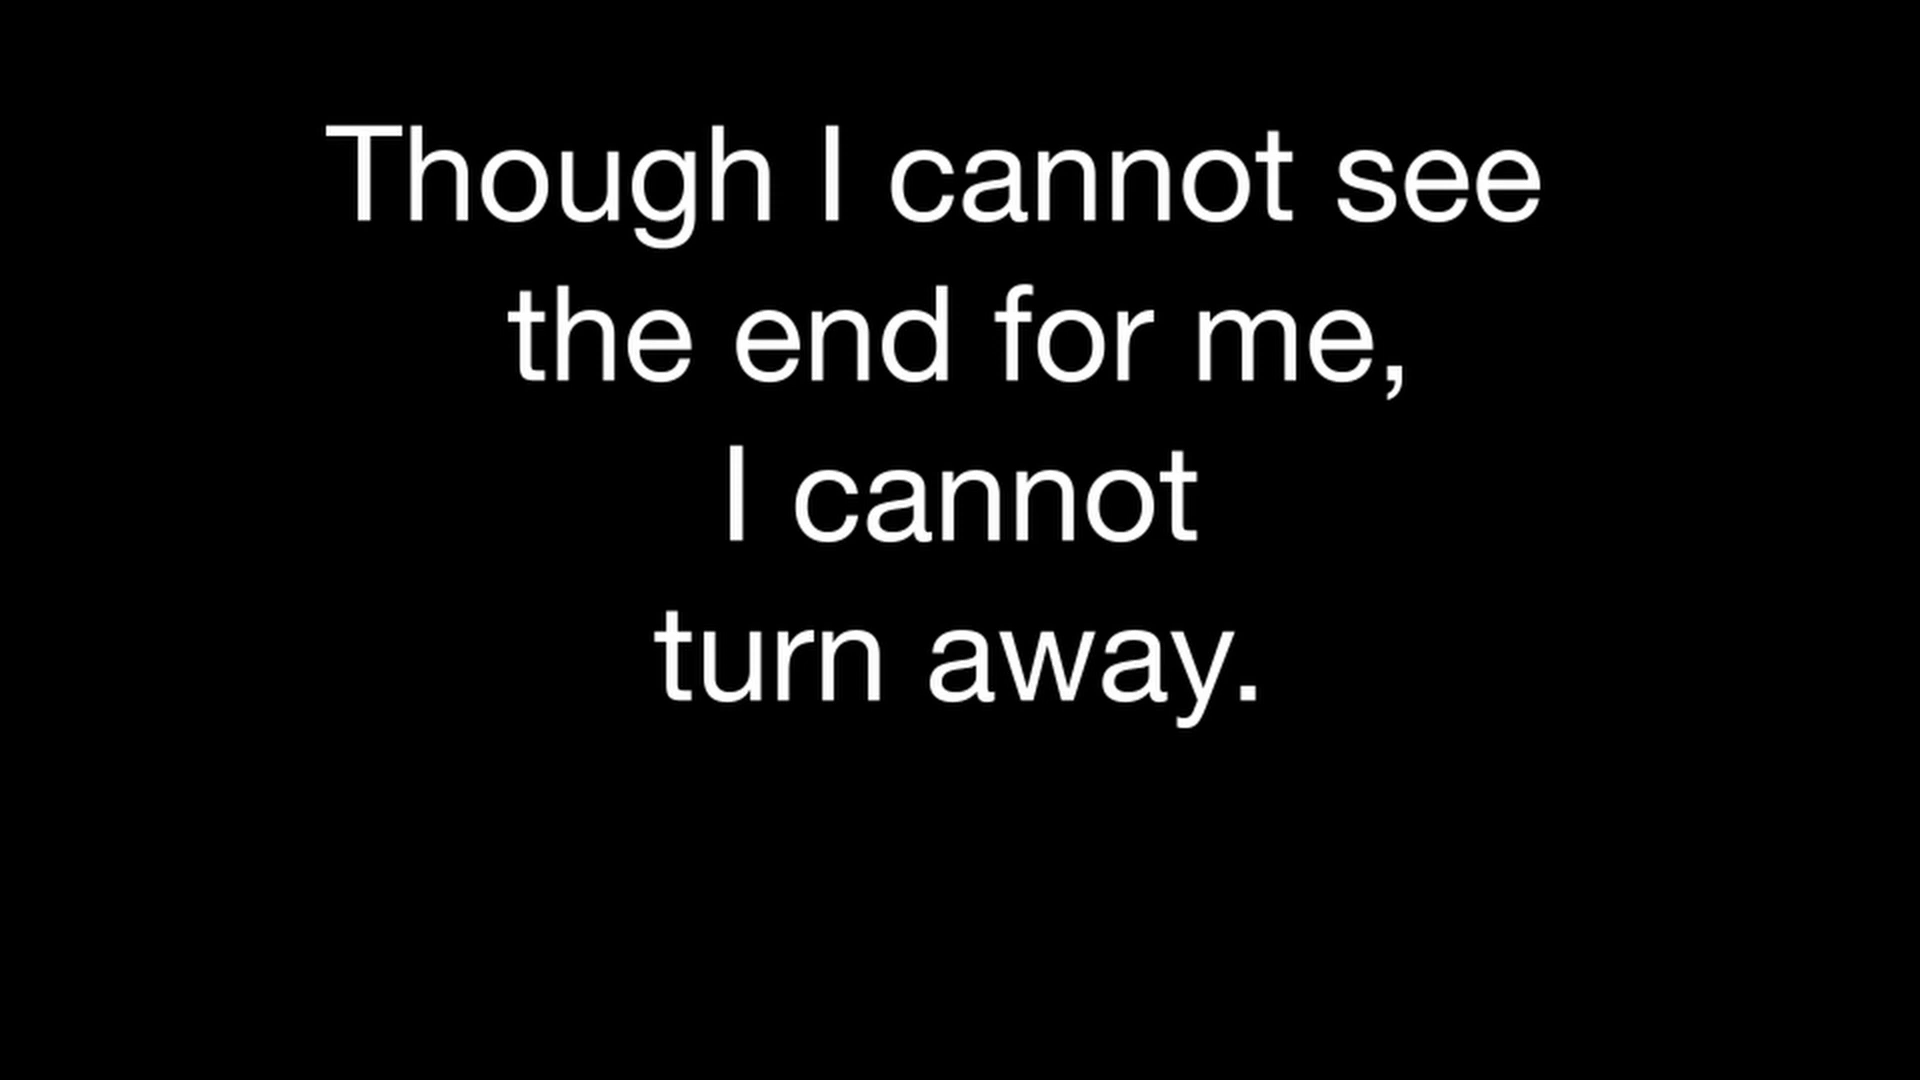 Though I cannot see
the end for me,
I cannot
turn away.